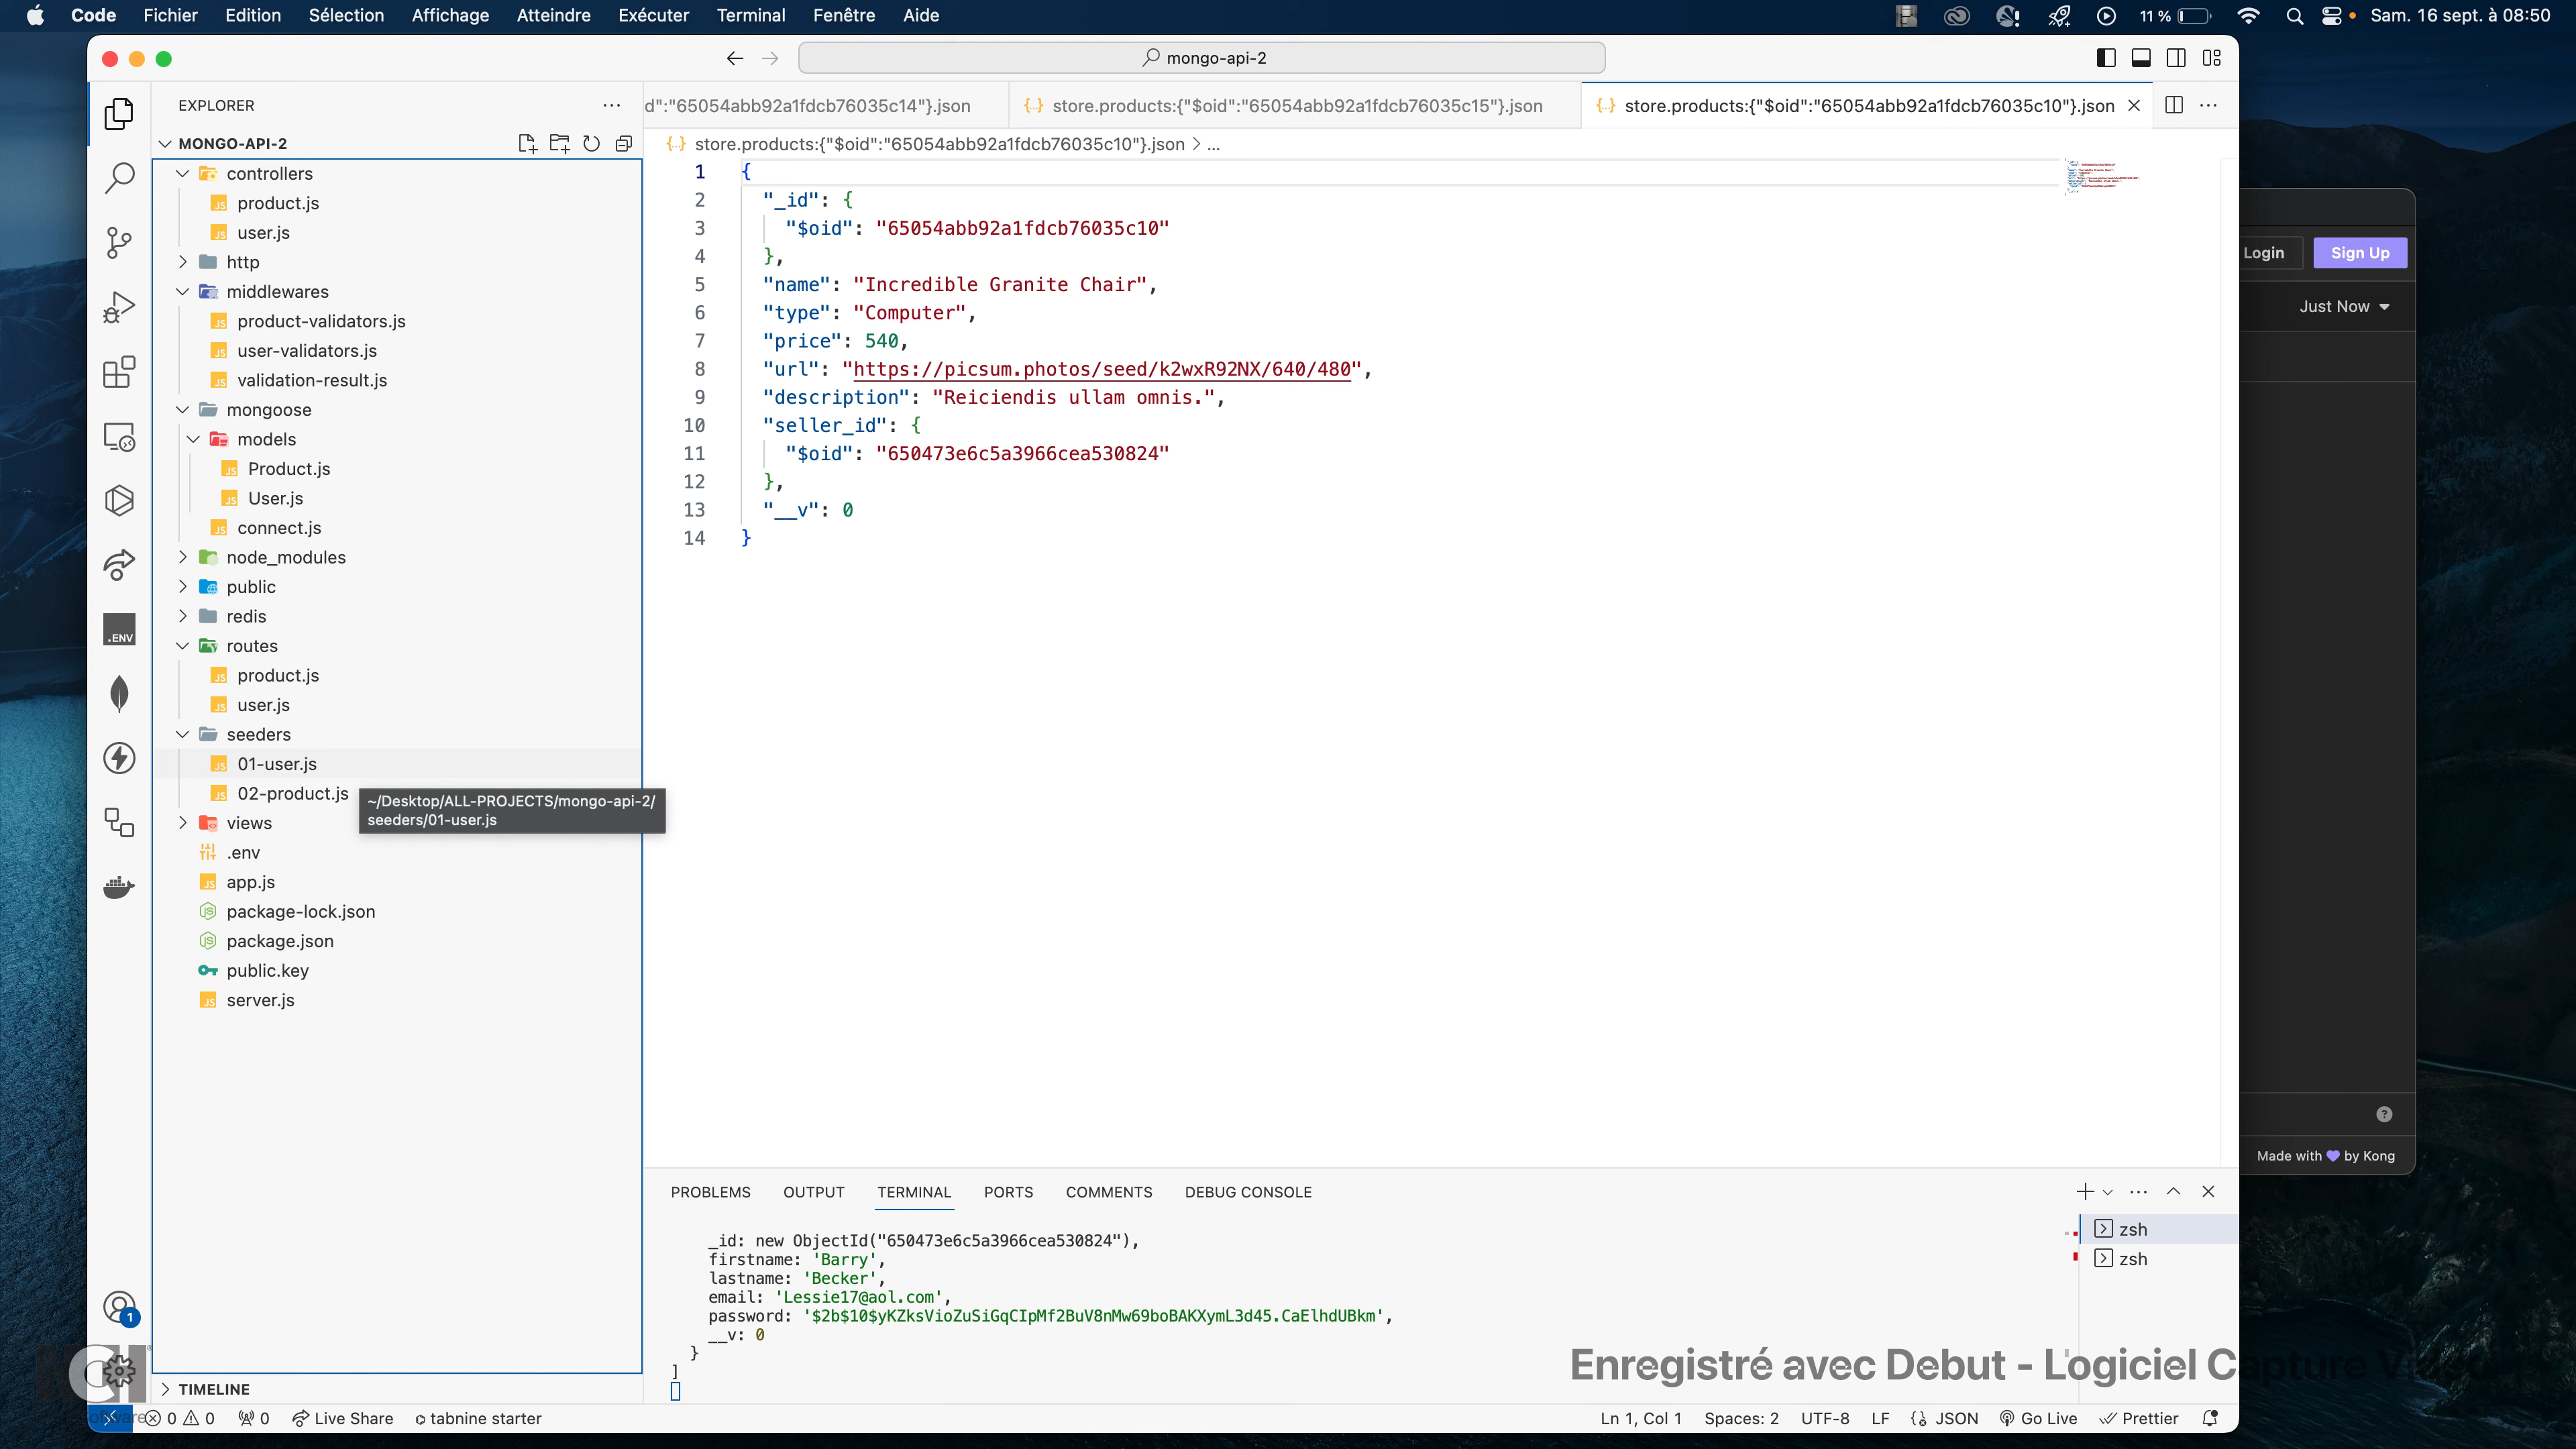 Code Fichier Edition Sélection Affichage Atteindre Exécuter Terminal Fenêtre Aide
11 % Sam. 16 sept. à 08:50
mongo-api-2
EXPLORER
d":"65054abb92a1fdcb76035c14"}.json
store.products:{"$oid":"65054abb92a1fdcb76035c15"}.json
store.products:{"$oid":"65054abb92a1fdcb76035c10"}.json
store.products:{"$oid":"65054abb92a1fdcb76035c10"}.json > ...
MONGO-API-2
controllers
product.js
user.js
http
middlewares
product-validators.js
user-validators.js
validation-result.js
mongoose
models
Product.js
User.js
connect.js
node_modules
public
redis
routes
product.js
user.js
seeders
01-user.js
02-product.js
~/Desktop/ALL-PROJECTS/mongo-api-2/
seeders/01-user.js
views
.env
app.js
package-lock.json
package.json
public.key
server.js
TIMELINE
.ENV
1
1 {
2 "_id": {
3 "$oid": "65054abb92a1fdcb76035c10"
4 },
5 "name": "Incredible Granite Chair",
6 "type": "Computer",
7 "price": 540,
8 "url": "https://picsum.photos/seed/k2wxR92NX/640/480",
9 "description": "Reiciendis ullam omnis.",
10 "seller_id": {
11 "$oid": "650473e6c5a3966cea530824"
12 },
13 "__v": 0
14 }
Login Sign Up
Just Now
Made with 💜 by Kong
PROBLEMS OUTPUT TERMINAL PORTS COMMENTS DEBUG CONSOLE
_id: new ObjectId("650473e6c5a3966cea530824"),
firstname: 'Barry',
lastname: 'Becker',
email: 'Lessie17@aol.com',
password: '$2b$10$yKZksVioZuSiGqCIpMf2BuV8nMw69boBAKXymL3d45.CaElhdUBkm',
__v: 0
}
]
zsh
zsh
Enregistré avec Debut - Logiciel Capture
0 0 0 Live Share tabnine starter
Ln 1, Col 1 Spaces: 2 UTF-8 LF JSON Go Live Prettier